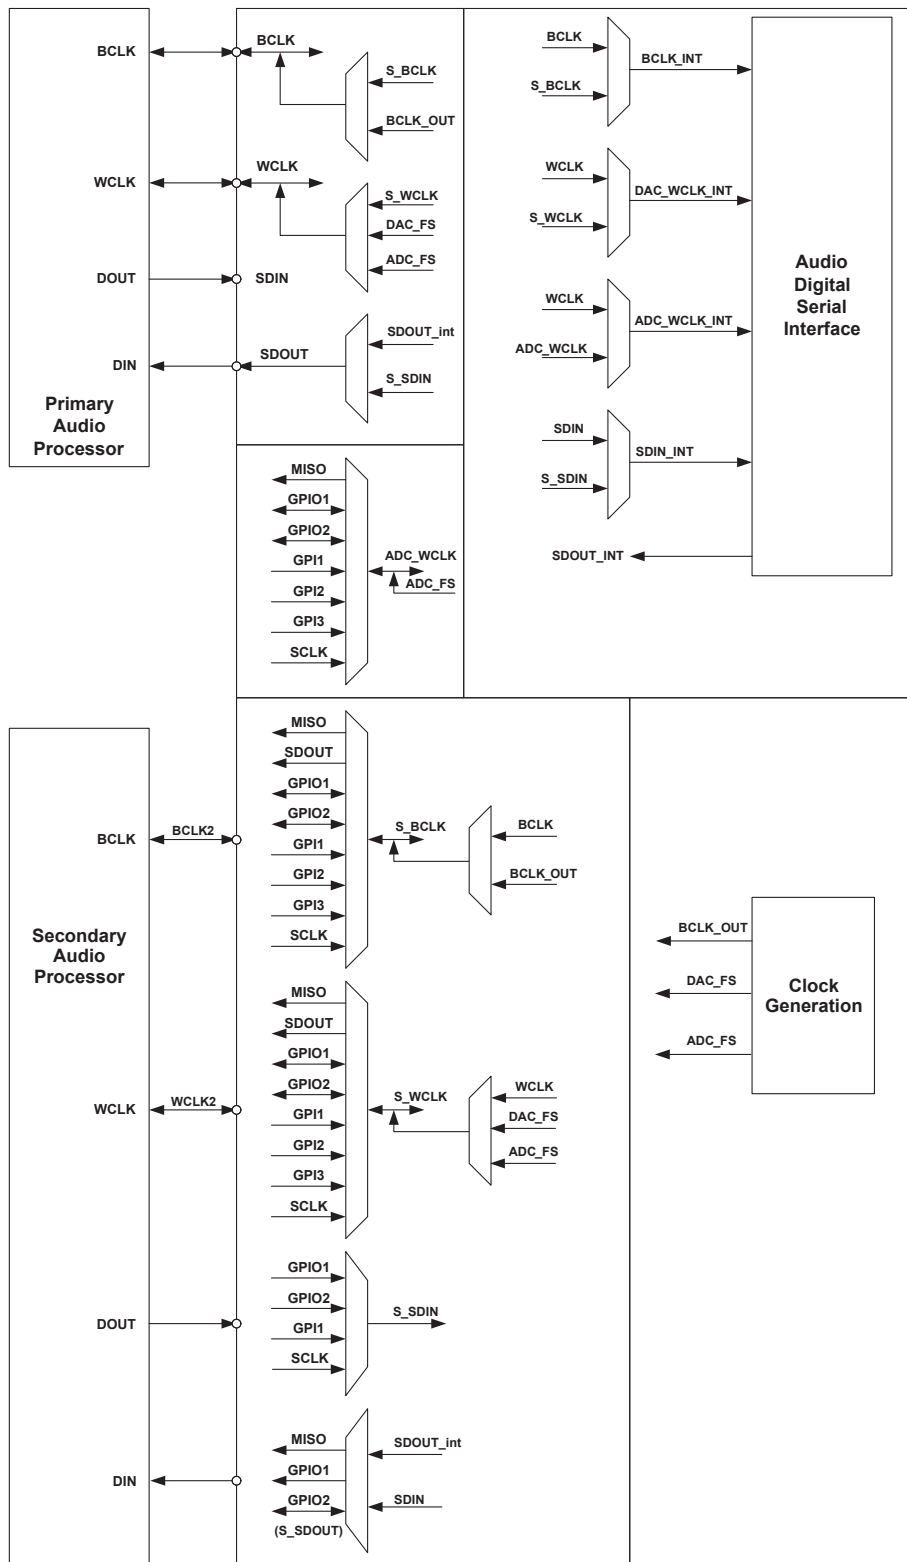 BCLK
WCLK
DOUT
DIN
Primary
Audio
Processor
BCLK
S_BCLK
BCLK_OUT
WCLK
S_WCLK
DAC_FS
ADC_FS
SDIN
SDOUT
SDOUT_int
S_SDIN
BCLK
S_BCLK
BCLK_INT
WCLK
S_WCLK
DAC_WCLK_INT
WCLK
ADC_WCLK
ADC_WCLK_INT
SDIN
S_SDIN
SDIN_INT
SDOUT_INT
Audio
Digital
Serial
Interface
MISO
GPIO1
GPIO2
GPI1
GPI2
GPI3
SCLK
ADC_WCLK
ADC_FS
BCLK
BCLK2
Secondary
Audio
Processor
WCLK
WCLK2
DOUT
DIN
MISO
SDOUT
GPIO1
GPIO2
GPI1
GPI2
GPI3
SCLK
S_BCLK
BCLK
BCLK_OUT
MISO
SDOUT
GPIO1
GPIO2
GPI1
GPI2
GPI3
SCLK
S_WCLK
WCLK
DAC_FS
ADC_FS
GPIO1
GPIO2
GPI1
SCLK
S_SDIN
MISO
GPIO1
GPIO2
(S_SDOUT)
SDOUT_int
SDIN
BCLK_OUT
DAC_FS
ADC_FS
Clock
Generation